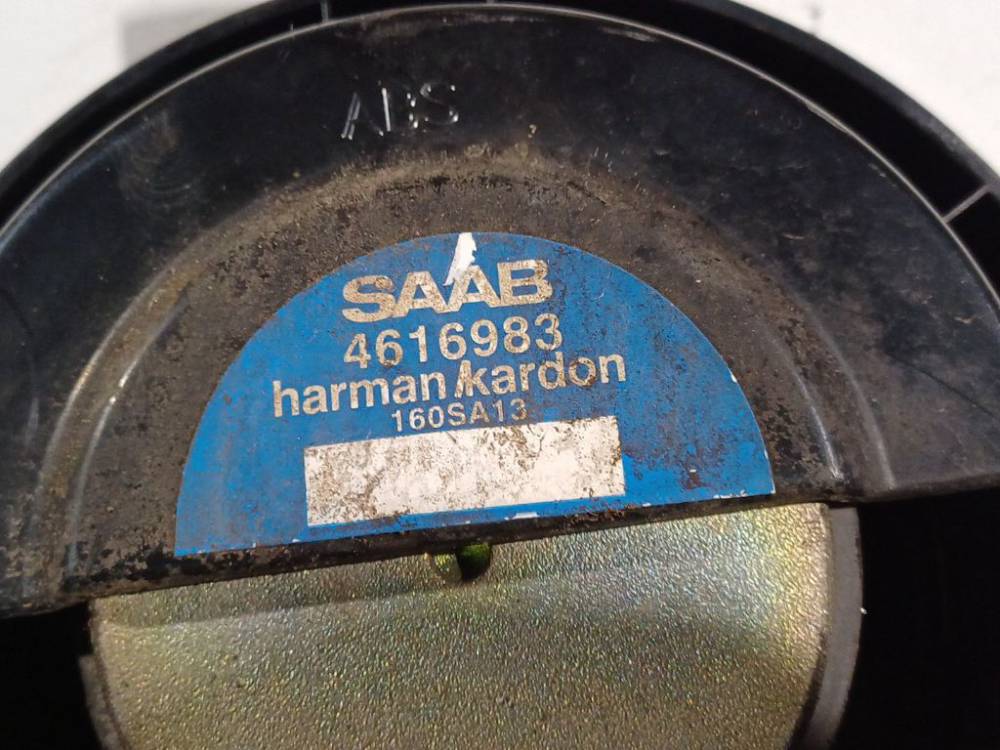 ABS
SAAB
4616983
harman/kardon
160SA13